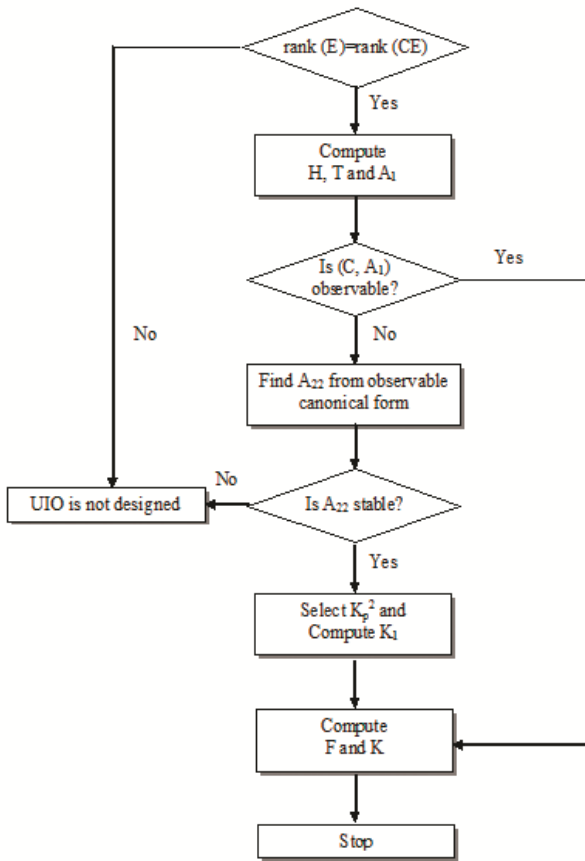 rank (E)=rank (CE)
Yes
Compute
H, T and A₁
Is (C, A₁)
observable?
Yes
No
No
Find A₂₂ from observable
canonical form
No
UIO is not designed
Is A₂₂ stable?
Yes
Select Kₚ² and
Compute K₁
Compute
F and K
Stop